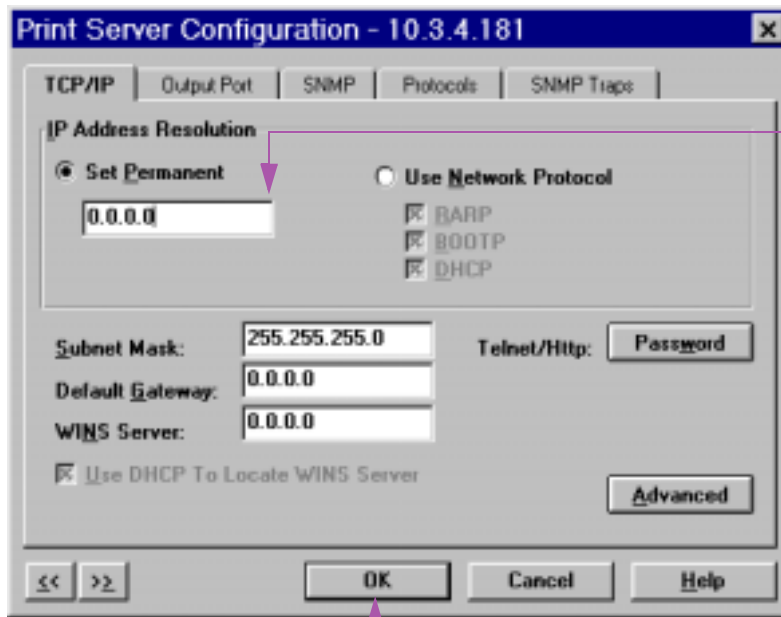 Print Server Configuration - 10.3.4.181
TCP/IP
Output Port
SNMP
Protocols
SNMP Traps
IP Address Resolution
Set Permanent
0.0.0.0
Use Network Protocol
RARP
BOOTP
DHCP
Subnet Mask: 255.255.255.0
Telnet/Http: Password
Default Gateway: 0.0.0.0
WINS Server: 0.0.0.0
Use DHCP To Locate WINS Server
Advanced
<< >> OK Cancel Help